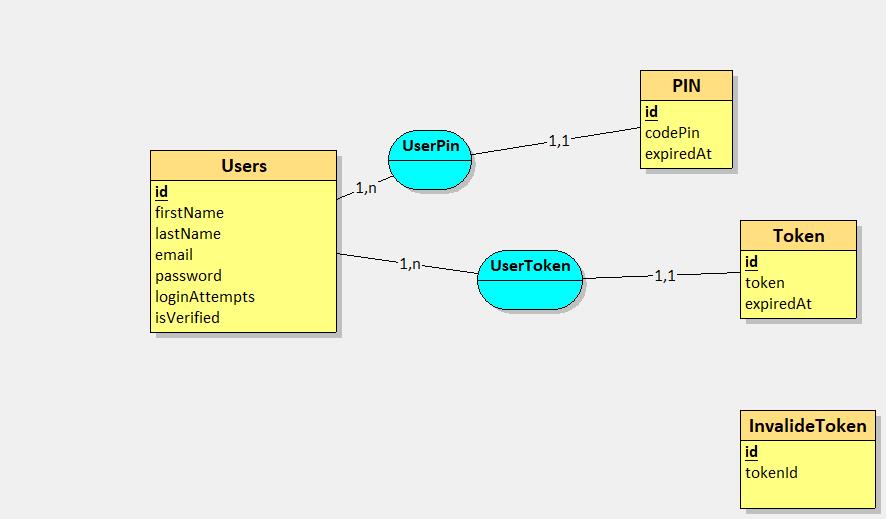 Users
id
firstName
lastName
email
password
loginAttempts
isVerified
UserPin
1,n
1,1
PIN
id
codePin
expiredAt
UserToken
1,n
1,1
Token
id
token
expiredAt
InvalideToken
id
tokenId